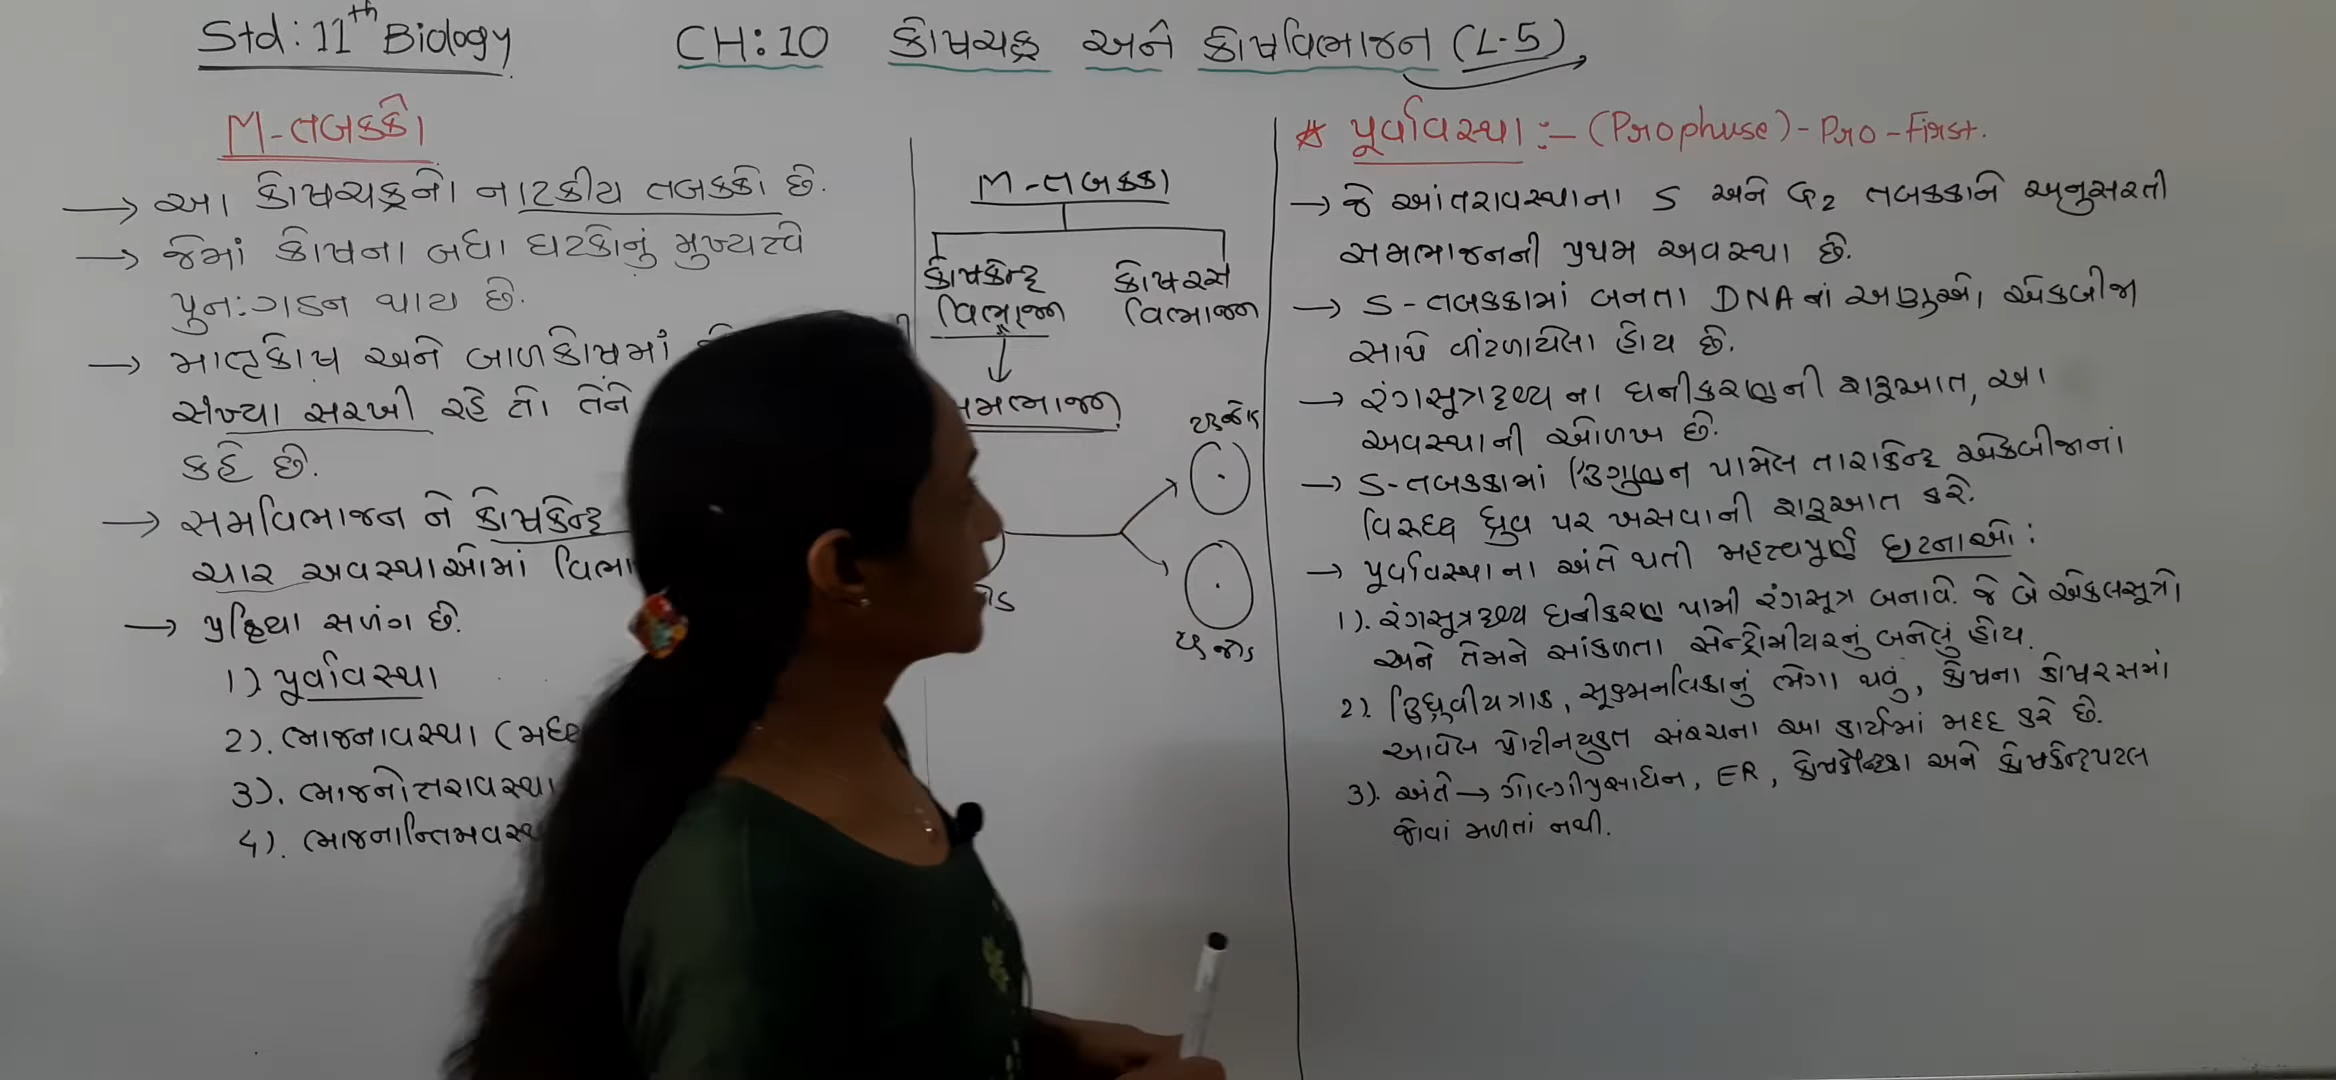 Std: 11th Biology
CH: 10 કોષચક્ર અને કોષવિભાજન (L-5)
M-તબક્કો
→ આ કોષચક્રનો નાટકીય તબક્કો છે.
→ જેમાં કોષના બધા ઘટકોનું મુખ્યત્વે
પુનઃગઠન થાય છે.
→ માતૃકોષ અને બાળકોષમાં
સંખ્યા સરખી રહે તો તેને
કહે છે.
→ સમવિભાજન ને કોષકેન્દ્ર
ચાર અવસ્થાઓમાં વિભા
→ પ્રક્રિયા સળંગ છે.
1) પૂર્વાવસ્થા
2). ભાજનાવસ્થા (મધ્ય
3). ભાજનોત્તરાવસ્થા
4). ભાજનાન્તિમવસ્થ
M-તબક્કા
કોષકેન્દ્ર વિભાજન
કોષરસ વિભાજન
સમભાજન
* પૂર્વાવસ્થા :- (Prophase) - Pro - First.
→ જે આંતરાવસ્થાના S અને G2 તબક્કાને અનુસરતી
સમભાજનની પ્રથમ અવસ્થા છે.
→ S-તબક્કામાં બનતા DNA નાં અણુઓ એકબીજા
સાથે વીંટળાયેલા હોય છે.
→ રંગસૂત્રદ્રવ્ય ના ઘનીકરણની શરૂઆત, આ
અવસ્થાની ઓળખ છે.
→ S-તબક્કામાં દ્વિગુણન પામેલ તારાકેન્દ્ર એકબીજાનાં
વિરુદ્ધ ધ્રુવ પર ખસવાની શરૂઆત કરે.
→ પૂર્વાવસ્થાના અંતે થતી મહત્ત્વપૂર્ણ ઘટનાઓ :
1). રંગસૂત્રદ્રવ્ય ઘનીકરણ પામી રંગસૂત્ર બનાવે. જે બે એકલસૂત્રો
અને તેમને સાંકળતા સેન્ટ્રોમીયરનું બનેલું હોય.
2). દ્વિધ્રુવીય ત્રાક, સૂક્ષ્મનલિકાનું ભેગા થવું, કોષના કોષરસમાં
આવેલ પ્રોટીનયુક્ત સંરચના આ કાર્યમાં મદદ કરે છે.
3). અંતે → ગોલ્ગીપ્રસાધન, ER, કોષકેન્દ્રિકા અને કોષકેન્દ્રપટલ
જોવાં મળતાં નથી.